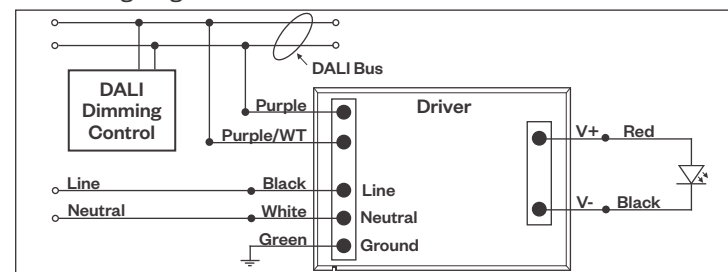 DALI Bus
DALI
Dimming
Control
Driver
Purple
Purple/WT
V+ Red
Line Black Line
V- Black
Neutral White Neutral
Green Ground